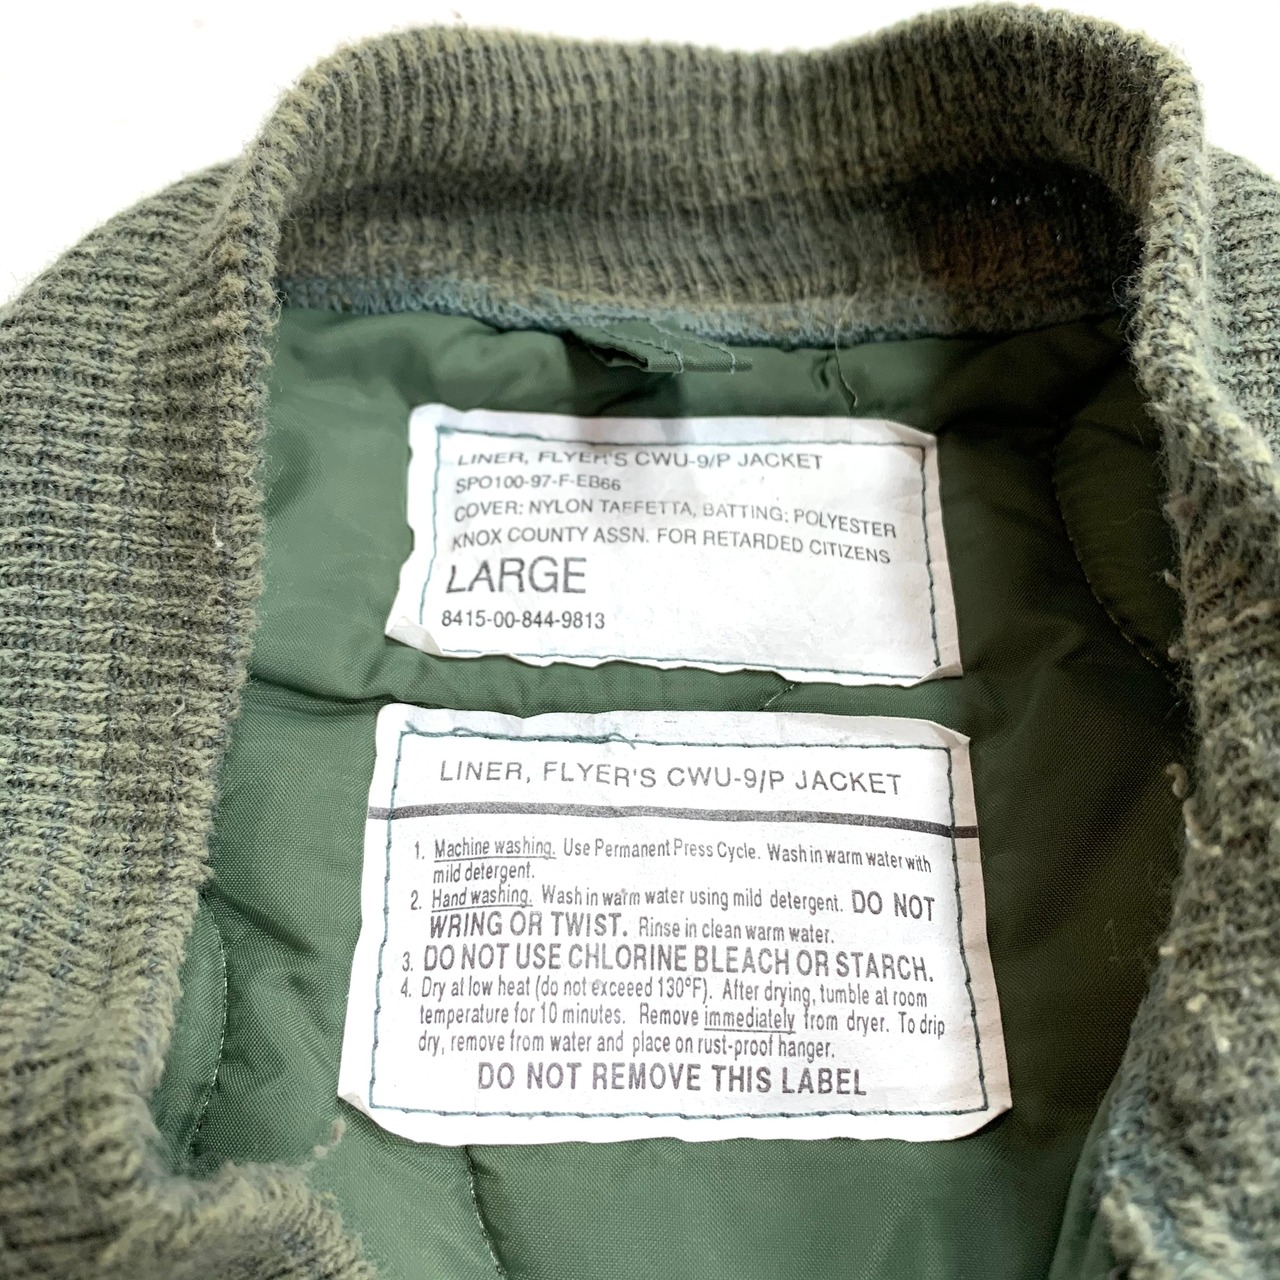 LINER, FLYER'S CWU-9/P JACKET
SPO100-97-F-EB66
COVER: NYLON TAFFETTA, BATTING: POLYESTER
KNOX COUNTY ASSN. FOR RETARDED CITIZENS
LARGE
8415-00-844-9813
LINER, FLYER'S CWU-9/P JACKET
1. Machine washing. Use Permanent Press Cycle. Wash in warm water with
mild detergent.
2. Hand washing. Wash in warm water using mild detergent. DO NOT
WRING OR TWIST. Rinse in clean warm water.
3. DO NOT USE CHLORINE BLEACH OR STARCH.
4. Dry at low heat (do not exceeed 130°F). After drying, tumble at room
temperature for 10 minutes. Remove immediately from dryer. To drip
dry, remove from water and place on rust-proof hanger.
DO NOT REMOVE THIS LABEL